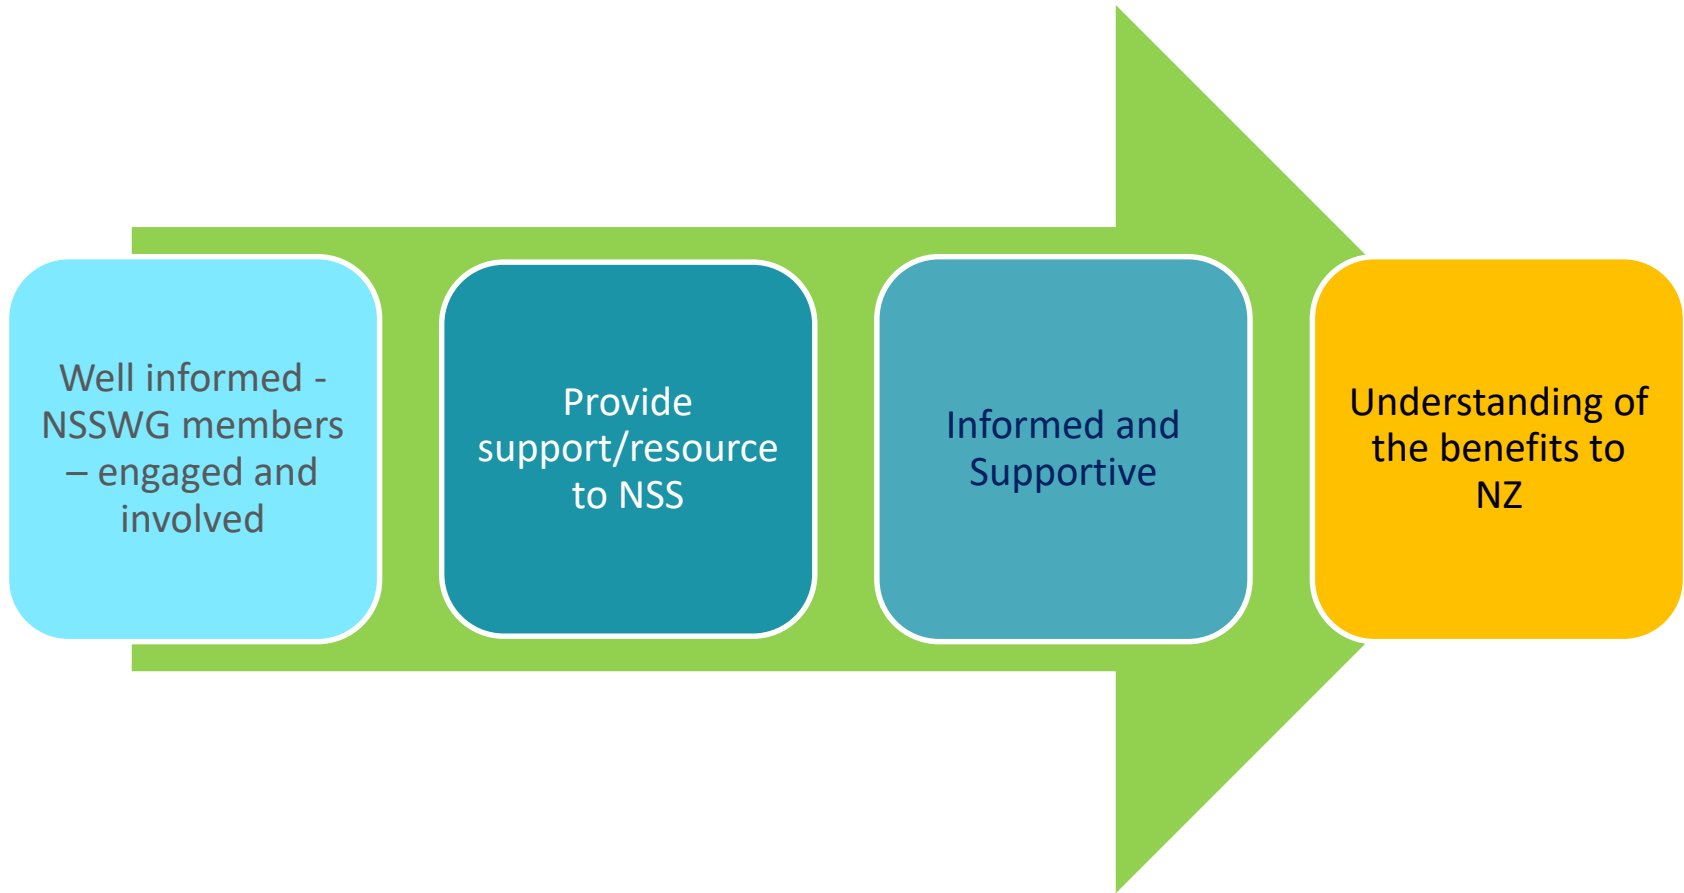 Well informed -
NSSWG members
– engaged and
involved
Provide
support/resource
to NSS
Informed and
Supportive
Understanding of
the benefits to
NZ